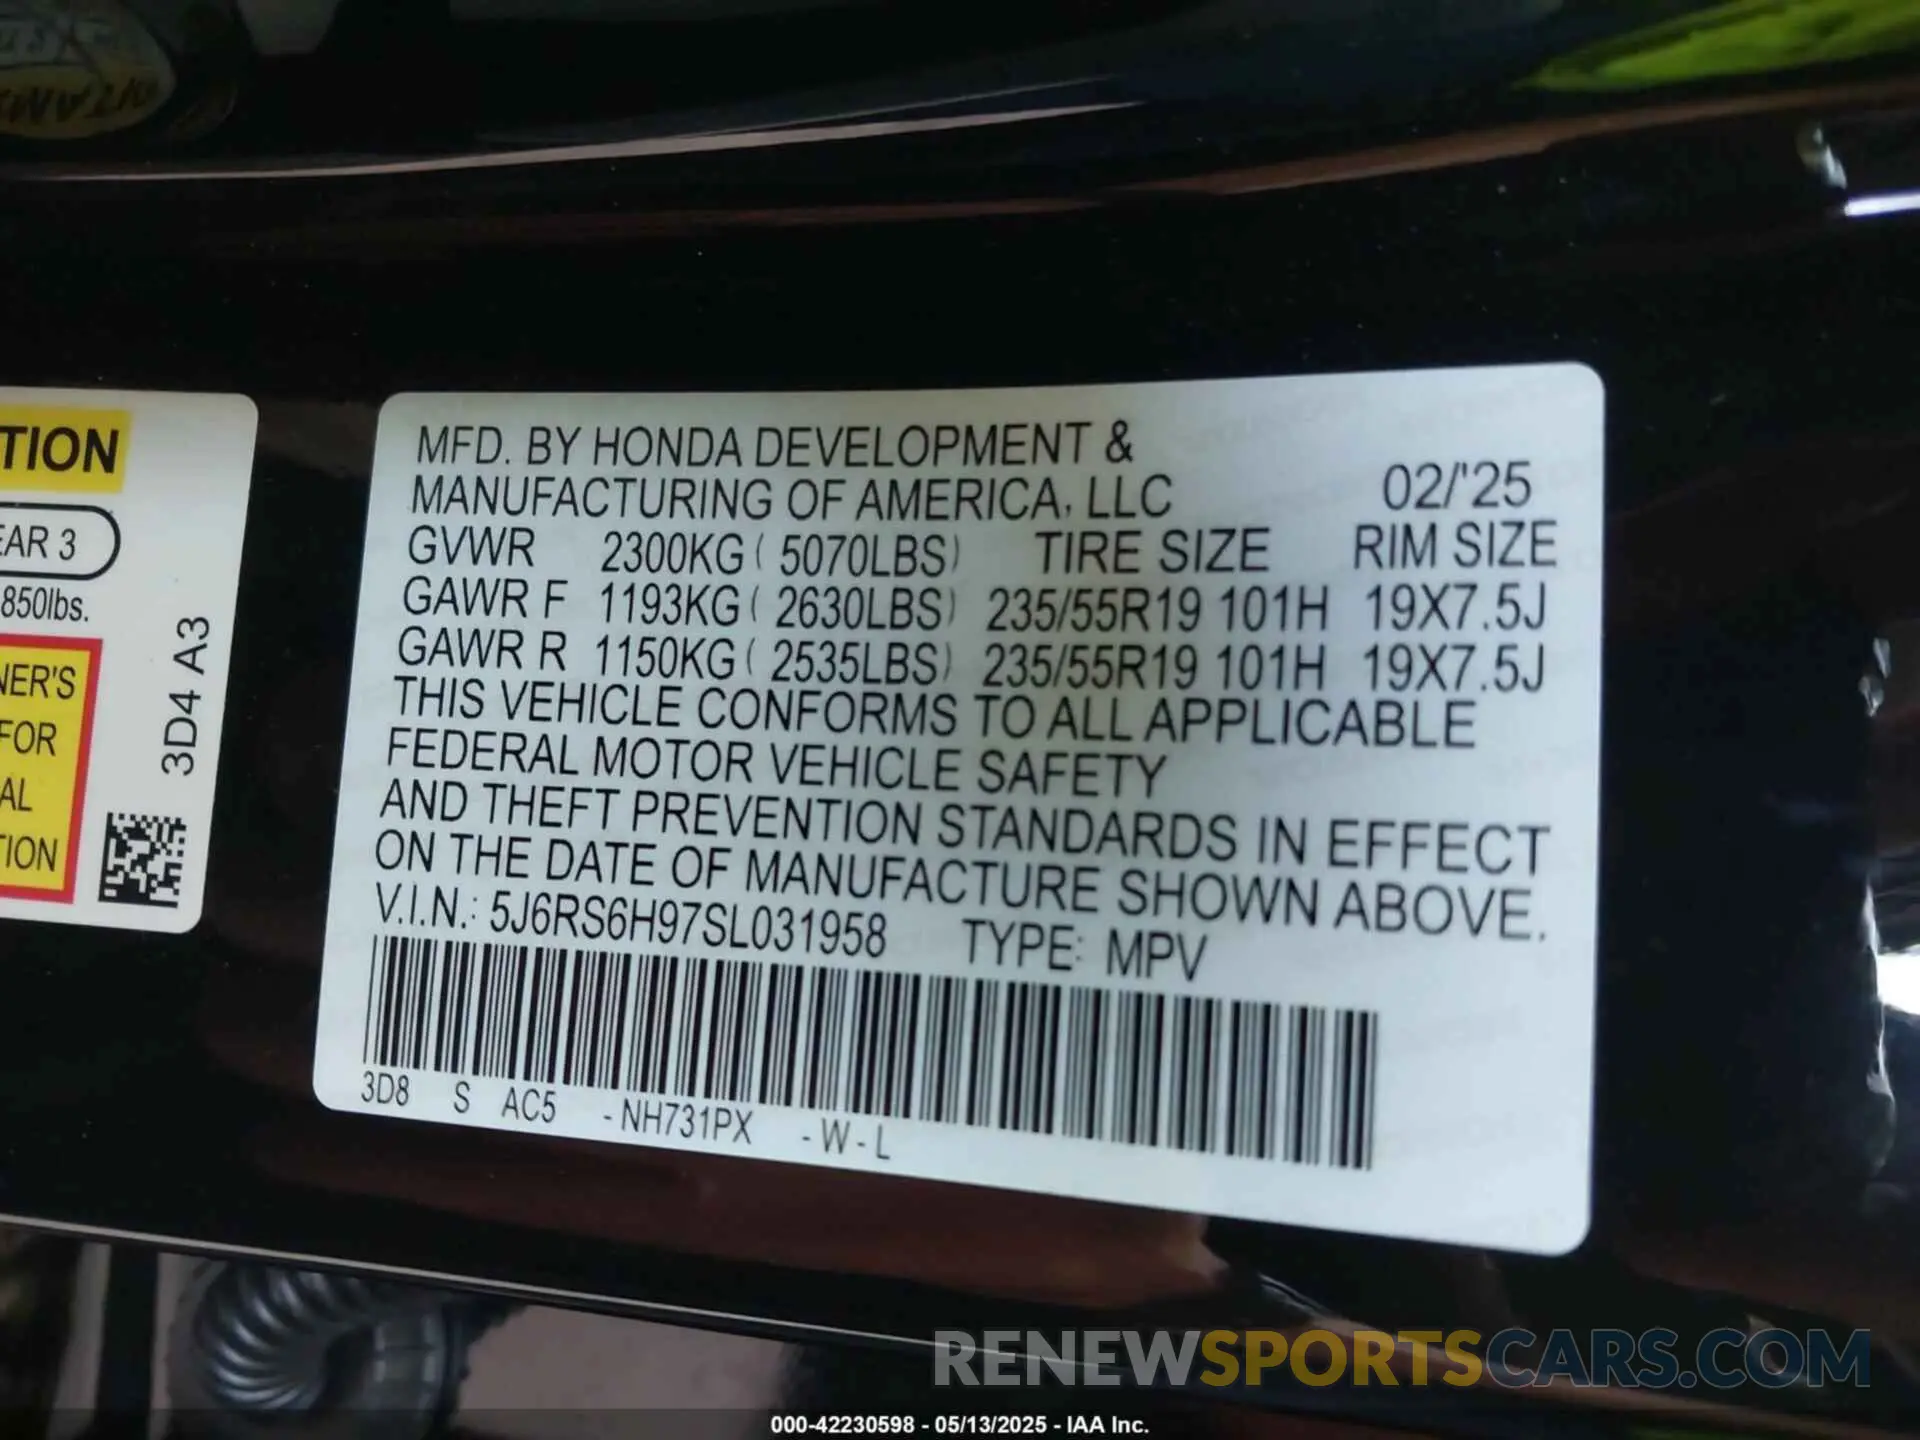 TION
EAR 3
850lbs.
NER'S
FOR
AL
TION
3D4 A3
MFD. BY HONDA DEVELOPMENT &
MANUFACTURING OF AMERICA, LLC 02/'25
GVWR 2300KG ( 5070LBS) TIRE SIZE RIM SIZE
GAWR F 1193KG ( 2630LBS) 235/55R19 101H 19X7.5J
GAWR R 1150KG ( 2535LBS) 235/55R19 101H 19X7.5J
THIS VEHICLE CONFORMS TO ALL APPLICABLE
FEDERAL MOTOR VEHICLE SAFETY
AND THEFT PREVENTION STANDARDS IN EFFECT
ON THE DATE OF MANUFACTURE SHOWN ABOVE.
V.I.N.: 5J6RS6H97SL031958 TYPE: MPV
3D8 S AC5 -NH731PX -W-L
RENEWSPORTSCARS.COM
000-42230598 - 05/13/2025 - IAA Inc.